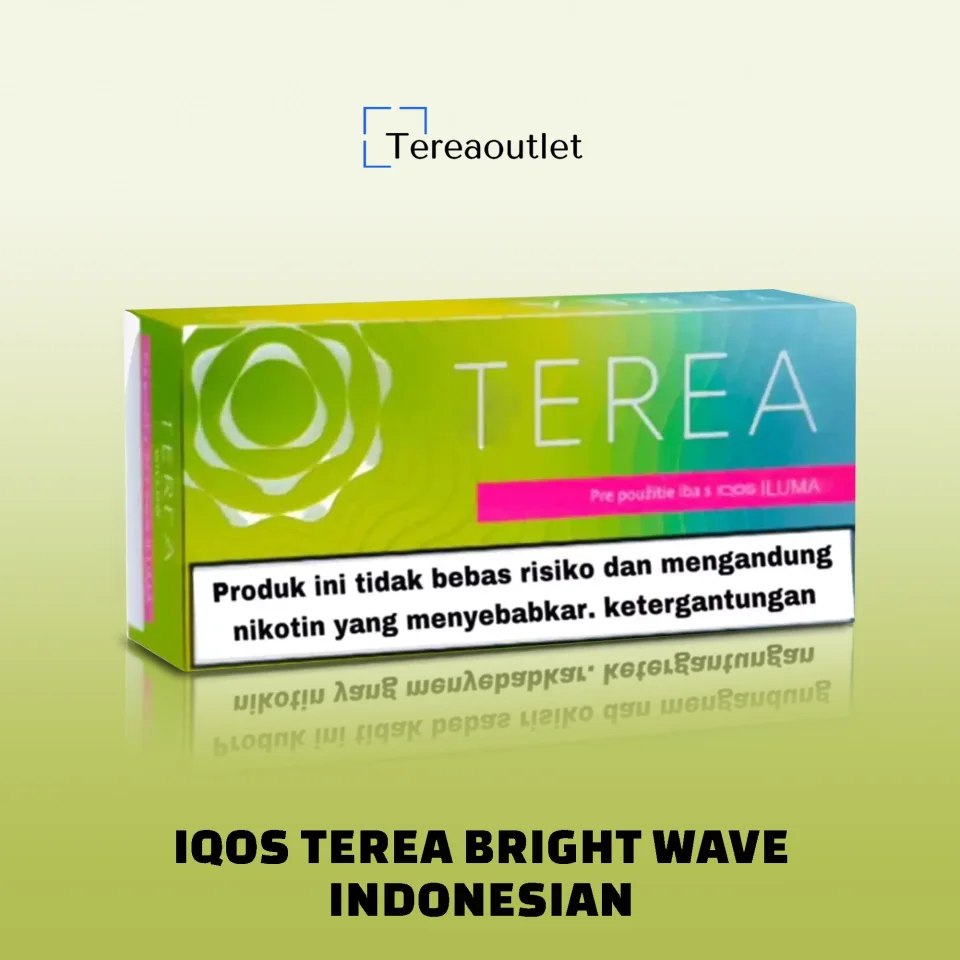 Tereaoutlet
TEREA
Pre použitie iba s IQOS ILUMA
TEREA
Produk ini tidak bebas risiko dan mengandung
nikotin yang menyebabkar. ketergantungan
IQOS TEREA BRIGHT WAVE
INDONESIAN